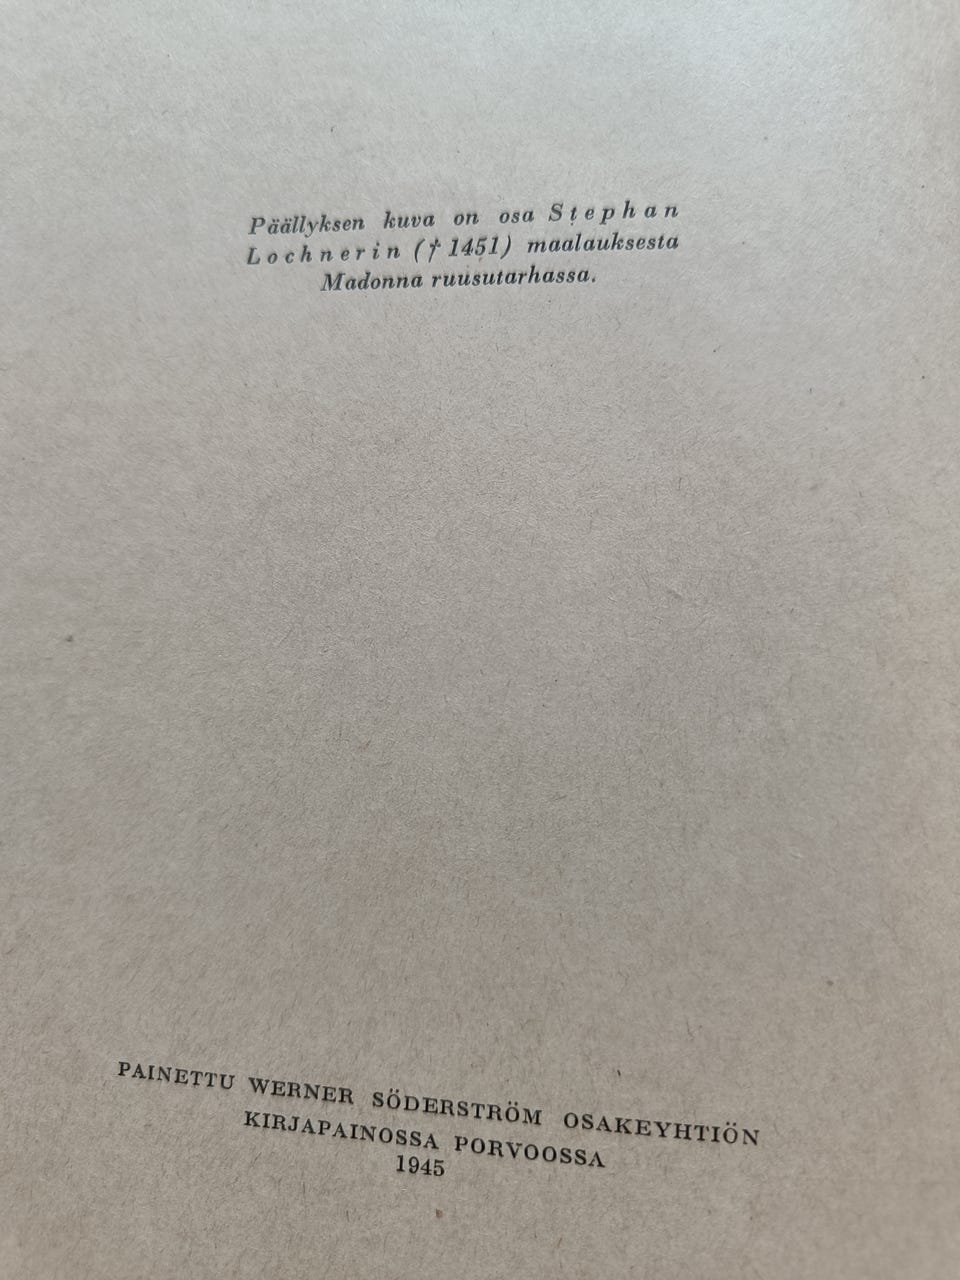 Päällyksen kuva on osa Stephan
Lochnerin († 1451) maalauksesta
Madonna ruusutarhassa.
PAINETTU WERNER SÖDERSTRÖM OSAKEYHTIÖN
KIRJAPAINOSSA PORVOOSSA
1945